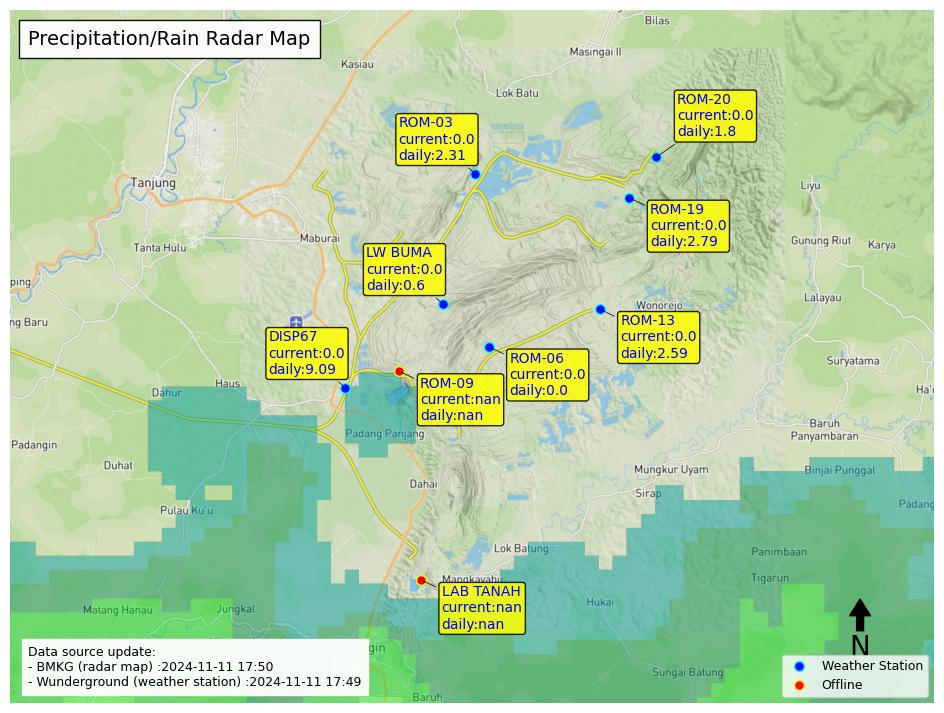 Precipitation/Rain Radar Map
Bilas
Masingai II
Kasiau
Lok Batu
ROM-20
current:0.0
daily:1.8
ROM-03
current:0.0
daily:2.31
Tanjung
Liyu
ROM-19
current:0.0
daily:2.79
Maburai
Tanta Hulu
Gunung Riut
Karya
LW BUMA
current:0.0
daily:0.6
ping
Lalayau
Wonorejo
ng Baru
ROM-13
current:0.0
daily:2.59
DISP67
current:0.0
daily:9.09
ROM-06
current:0.0
daily:0.0
Suryatama
Haus
Dahur
Ha'
ROM-09
current:nan
daily:nan
Baruh
Panyambaran
Padang Panjang
Padangin
Duhat
Mungkur Uyam
Binjai Punggal
Dahai
Sirap
Pulau Ku'u
Padang
Lok Batung
Panimbaan
Mangkayahu
Tigarun
LAB TANAH
current:nan
daily:nan
Hukai
Matang Hanau
Jungkal
N
gin
Sungai Batung
Baruh
Data source update:
- BMKG (radar map) :2024-11-11 17:50
- Wunderground (weather station) :2024-11-11 17:49
Weather Station
Offline